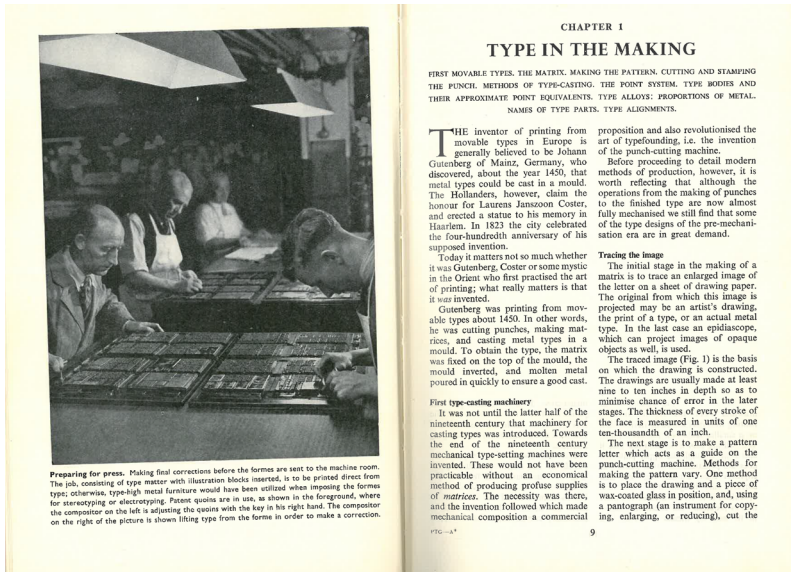 Preparing for press. Making final corrections before the formes are sent to the machine room.
The job, consisting of type matter with illustration blocks inserted, is to be printed direct from
type; otherwise, type-high metal furniture would have been utilized when imposing the formes
for stereotyping or electrotyping. Patent quoins are in use, as shown in the foreground, where
the compositor on the left is adjusting the quoins with the key in his right hand. The compositor
on the right of the picture is shown lifting type from the forme in order to make a correction.
CHAPTER 1
TYPE IN THE MAKING
FIRST MOVABLE TYPES. THE MATRIX. MAKING THE PATTERN. CUTTING AND STAMPING
THE PUNCH. METHODS OF TYPE-CASTING. THE POINT SYSTEM. TYPE BODIES AND
THEIR APPROXIMATE POINT EQUIVALENTS. TYPE ALLOYS: PROPORTIONS OF METAL.
NAMES OF TYPE PARTS. TYPE ALIGNMENTS.
THE inventor of printing from
movable types in Europe is
generally believed to be Johann
Gutenberg of Mainz, Germany, who
discovered, about the year 1450, that
metal types could be cast in a mould.
The Hollanders, however, claim the
honour for Laurens Janszoon Coster,
and erected a statue to his memory in
Haarlem. In 1823 the city celebrated
the four-hundredth anniversary of his
supposed invention.
Today it matters not so much whether
it was Gutenberg, Coster or some mystic
in the Orient who first practised the art
of printing; what really matters is that
it was invented.
Gutenberg was printing from mov-
able types about 1450. In other words,
he was cutting punches, making mat-
rices, and casting metal types in a
mould. To obtain the type, the matrix
was fixed on the top of the mould, the
mould inverted, and molten metal
poured in quickly to ensure a good cast.
First type-casting machinery
It was not until the latter half of the
nineteenth century that machinery for
casting types was introduced. Towards
the end of the nineteenth century
mechanical type-setting machines were
invented. These would not have been
practicable without an economical
method of producing profuse supplies
of matrices. The necessity was there,
and the invention followed which made
mechanical composition a commercial
PTG—A*
proposition and also revolutionised the
art of typefounding, i.e. the invention
of the punch-cutting machine.
Before proceeding to detail modern
methods of production, however, it is
worth reflecting that although the
operations from the making of punches
to the finished type are now almost
fully mechanised we still find that some
of the type designs of the pre-mechani-
sation era are in great demand.
Tracing the image
The initial stage in the making of a
matrix is to trace an enlarged image of
the letter on a sheet of drawing paper.
The original from which this image is
projected may be an artist's drawing,
the print of a type, or an actual metal
type. In the last case an epidiascope,
which can project images of opaque
objects as well, is used.
The traced image (Fig. 1) is the basis
on which the drawing is constructed.
The drawings are usually made at least
nine to ten inches in depth so as to
minimise chance of error in the later
stages. The thickness of every stroke of
the face is measured in units of one
ten-thousandth of an inch.
The next stage is to make a pattern
letter which acts as a guide on the
punch-cutting machine. Methods for
making the pattern vary. One method
is to place the drawing and a piece of
wax-coated glass in position, and, using
a pantograph (an instrument for copy-
ing, enlarging, or reducing), cut the
9